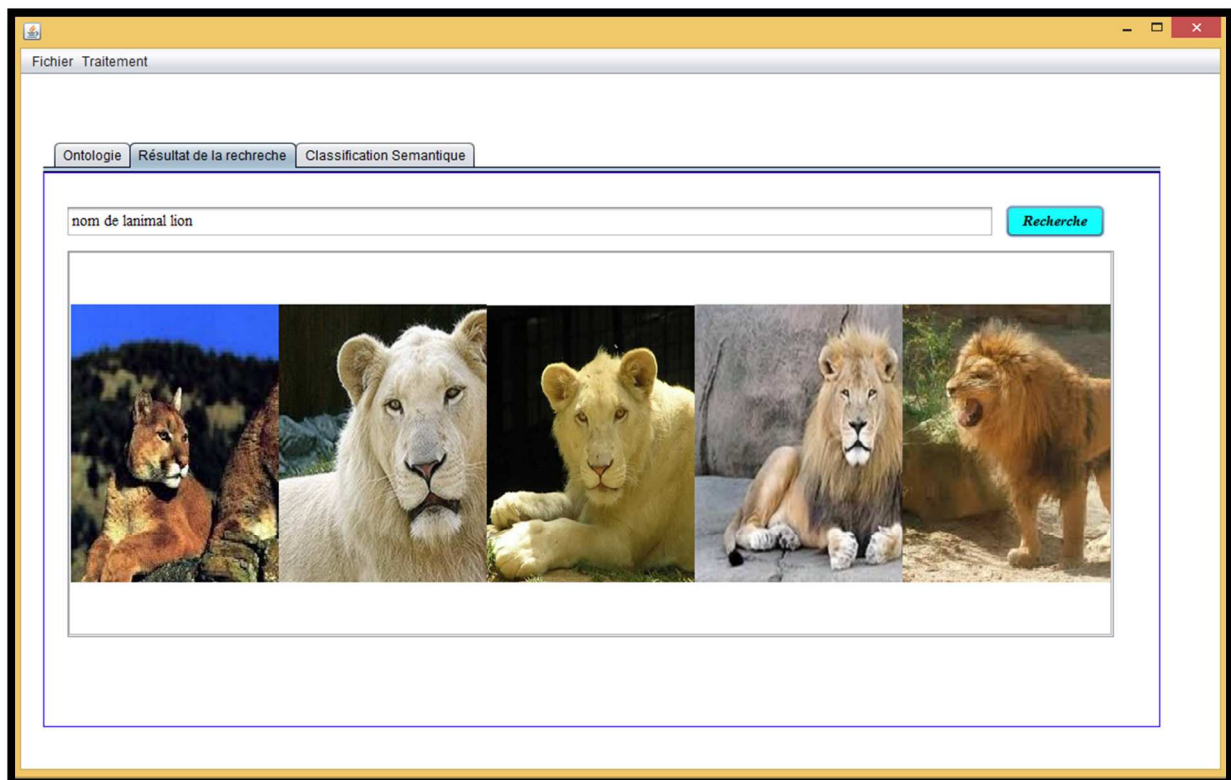 Fichier Traitement
Ontologie Résultat de la rechreche Classification Semantique
nom de lanimal lion Recherche